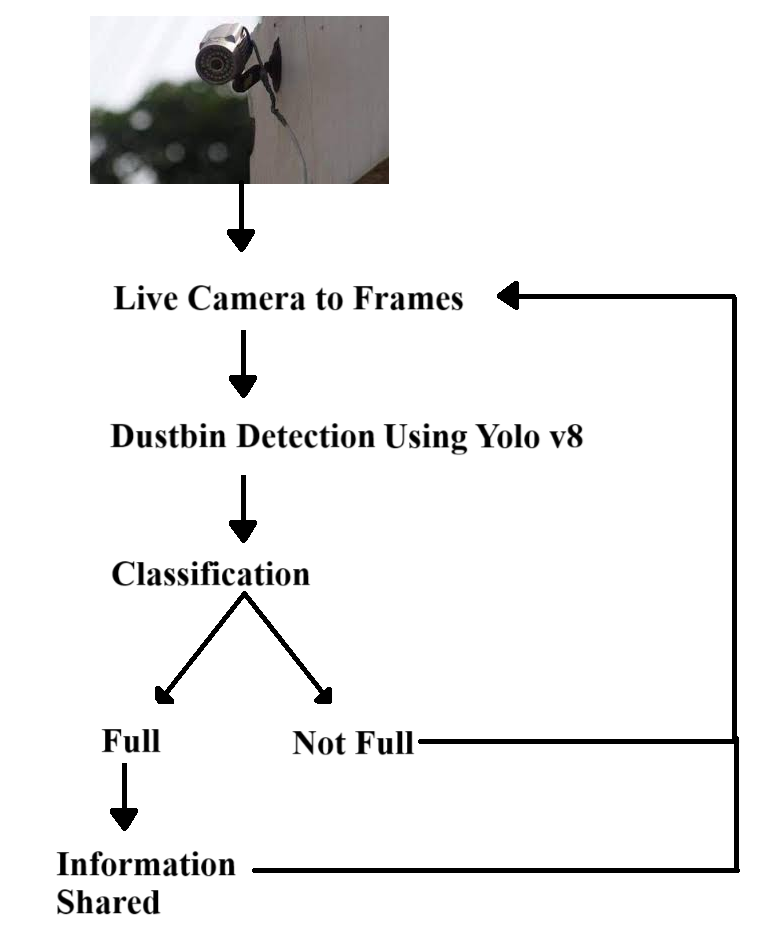 Live Camera to Frames
Dustbin Detection Using Yolo v8
Classification
Full
Not Full
Information
Shared